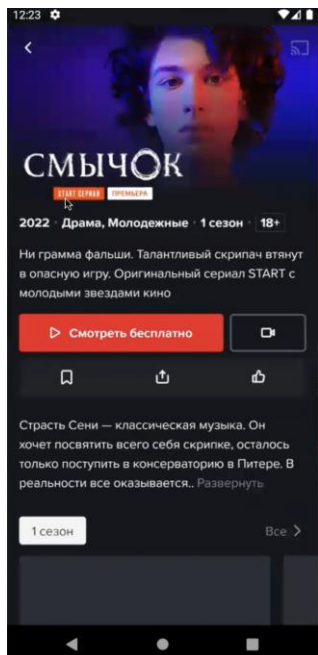 12:23
СМЫЧОК
START СЕРИАЛ ПРЕМЬЕРА
2022 · Драма, Молодежные · 1 сезон · 18+
Ни грамма фальши. Талантливый скрипач втянут
в опасную игру. Оригинальный сериал START с
молодыми звездами кино
Смотреть бесплатно
Страсть Сени — классическая музыка. Он
хочет посвятить всего себя скрипке, осталось
только поступить в консерваторию в Питере. В
реальности все оказывается.. Развернуть
1 сезон Все